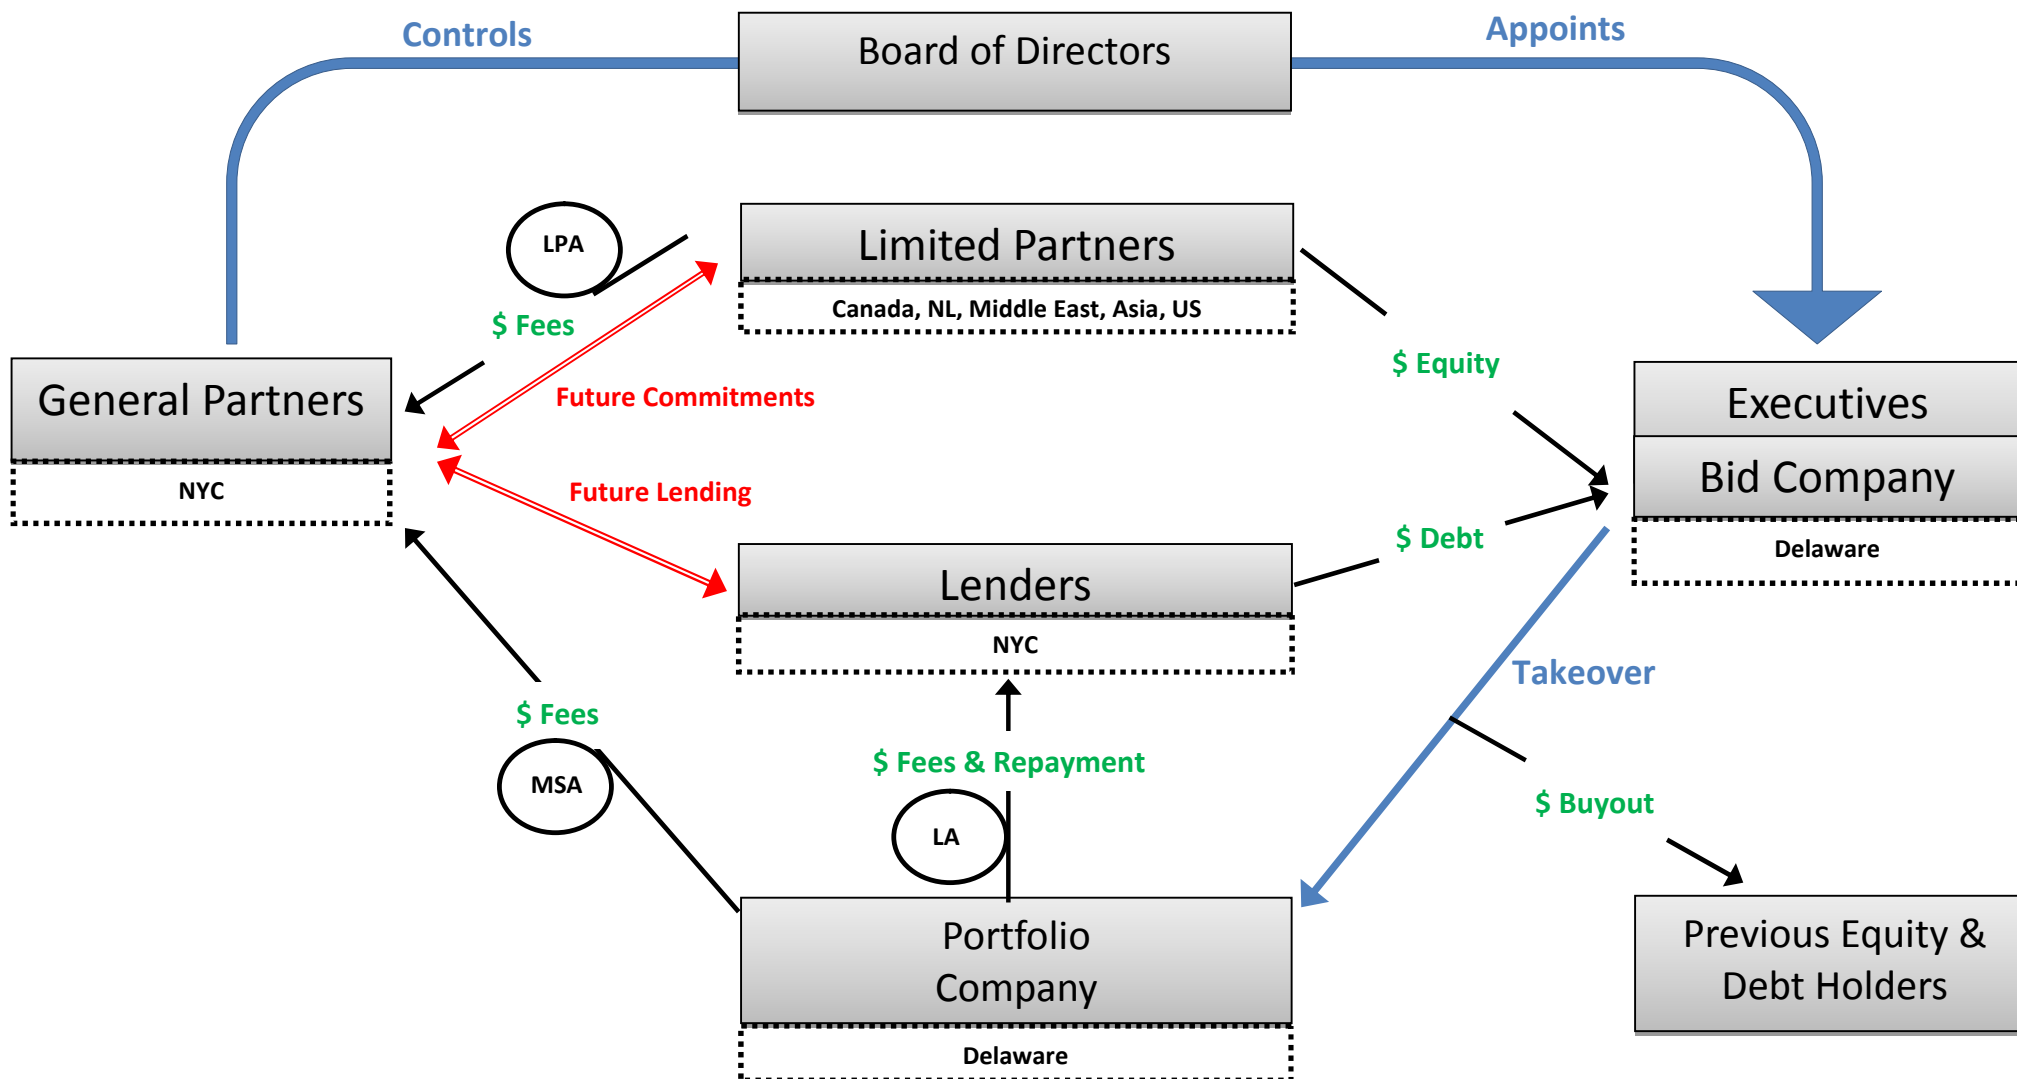 Controls
Board of Directors
Appoints
LPA
Limited Partners
Canada, NL, Middle East, Asia, US
$ Fees
$ Equity
General Partners
NYC
Future Commitments
Executives
Bid Company
Delaware
Future Lending
$ Debt
Lenders
NYC
Takeover
$ Fees
MSA
$ Fees & Repayment
LA
$ Buyout
Portfolio
Company
Delaware
Previous Equity &
Debt Holders